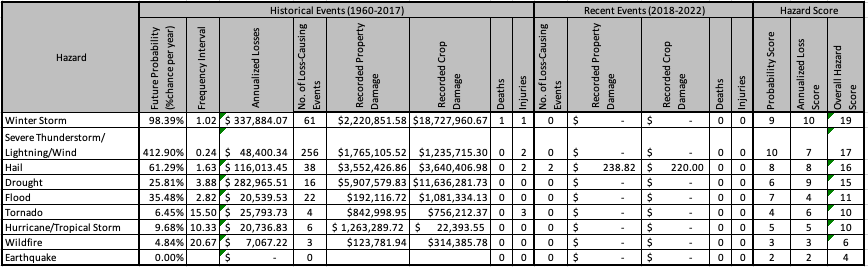 Historical Events (1960-2017) Recent Events (2018-2022) Hazard Score
Hazard Future Probability (%chance per year) Frequency Interval Annualized Losses No. of Loss-Causing Events Recorded Property Damage Recorded Crop Damage Deaths Injuries No. of Loss-Causing Events Recorded Property Damage Recorded Crop Damage Deaths Injuries Probability Score Annualized Loss Score Overall Hazard Score
Winter Storm 98.39% 1.02 $ 337,884.07 61 $2,220,851.58 $18,727,960.67 1 1 0 $ - $ - 0 0 9 10 19
Severe Thunderstorm/
Lightning/Wind 412.90% 0.24 $ 48,400.34 256 $1,765,105.52 $1,235,715.30 0 2 0 $ - $ - 0 0 10 7 17
Hail 61.29% 1.63 $ 116,013.45 38 $3,552,426.86 $3,640,406.98 0 2 2 $ 238.82 $ 220.00 0 0 8 8 16
Drought 25.81% 3.88 $ 282,965.51 16 $5,907,579.83 $11,636,281.73 0 0 0 $ - $ - 0 0 6 9 15
Flood 35.48% 2.82 $ 20,539.53 22 $192,116.72 $1,081,334.13 0 0 0 $ - $ - 0 0 7 4 11
Tornado 6.45% 15.50 $ 25,793.73 4 $842,998.95 $756,212.37 0 3 0 $ - $ - 0 0 4 6 10
Hurricane/Tropical Storm 9.68% 10.33 $ 20,736.83 6 $ 1,263,289.72 $ 22,393.55 0 0 0 $ - $ - 0 0 5 5 10
Wildfire 4.84% 20.67 $ 7,067.22 3 $123,781.94 $314,385.78 0 0 0 $ - $ - 0 0 3 3 6
Earthquake 0.00% $ - 0 0 0 0 $ - $ - 0 0 2 2 4